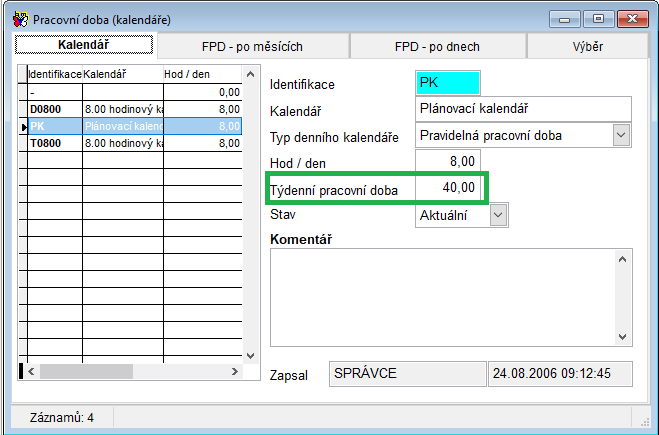 Pracovní doba (kalendáře)
Kalendář FPD - po měsících FPD - po dnech Výběr
Identifikace Kalendář Hod / den
- 0,00
D0800 8.00 hodinový ka 8,00
PK Plánovací kalend 8,00
T0800 8.00 hodinový ka 8,00
Identifikace PK
Kalendář Plánovací kalendář
Typ denního kalendáře Pravidelná pracovní doba
Hod / den 8,00
Týdenní pracovní doba 40,00
Stav Aktuální
Komentář
Zapsal SPRÁVCE 24.08.2006 09:12:45
Záznamů: 4